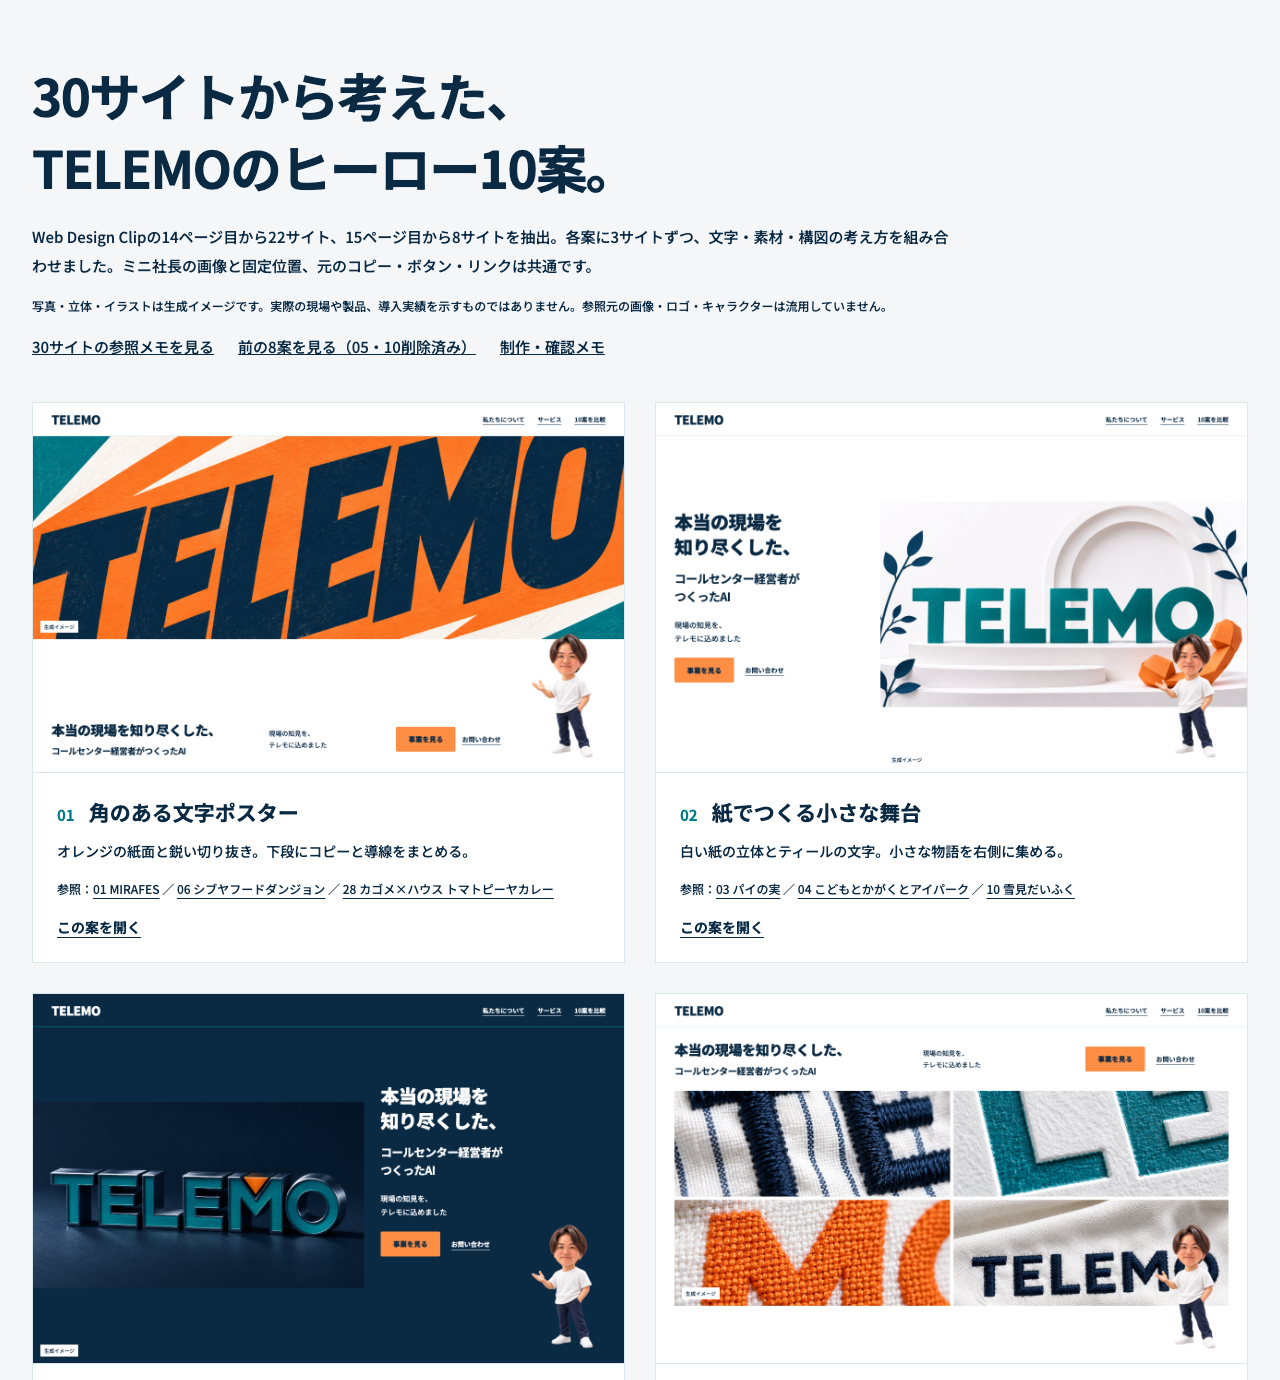 30サイトから考えた、
TELEMOのヒーロー10案。
Web Design Clipの14ページ目から22サイト、15ページ目から8サイトを抽出。各案に3サイトずつ、文字・素材・構図の考え方を組み合
わせました。ミニ社長の画像と固定位置、元のコピー・ボタン・リンクは共通です。
写真・立体・イラストは生成イメージです。実際の現場や製品、導入実績を示すものではありません。参照元の画像・ロゴ・キャラクターは流用していません。
30サイトの参照メモを見る 前の8案を見る（05・10削除済み） 制作・確認メモ
TELEMO 私たちについて サービス 10案を比較
TELEMO
生成イメージ
本当の現場を知り尽くした、
コールセンター経営者がつくったAI
現場の知見を、
テレモに込めました
事業を見る お問い合わせ
01 角のある文字ポスター
オレンジの紙面と鋭い切り抜き。下段にコピーと導線をまとめる。
参照：01 MIRAFES ／ 06 シブヤフードダンジョン ／ 28 カゴメ×ハウス トマトピーヤカレー
この案を開く
TELEMO 私たちについて サービス 10案を比較
本当の現場を
知り尽くした、
コールセンター経営者が
つくったAI
現場の知見を、
テレモに込めました
事業を見る お問い合わせ
TELEMO
生成イメージ
02 紙でつくる小さな舞台
白い紙の立体とティールの文字。小さな物語を右側に集める。
参照：03 パイの実 ／ 04 こどもとかがくとアイパーク ／ 10 雪見だいふく
この案を開く
TELEMO 私たちについて サービス 10案を比較
TELEMO
本当の現場を
知り尽くした、
コールセンター経営者が
つくったAI
現場の知見を、
テレモに込めました
事業を見る お問い合わせ
生成イメージ
TELEMO 私たちについて サービス 10案を比較
本当の現場を知り尽くした、
コールセンター経営者がつくったAI
現場の知見を、
テレモに込めました
事業を見る お問い合わせ
TE
LE
MO
TELEMO
生成イメージ